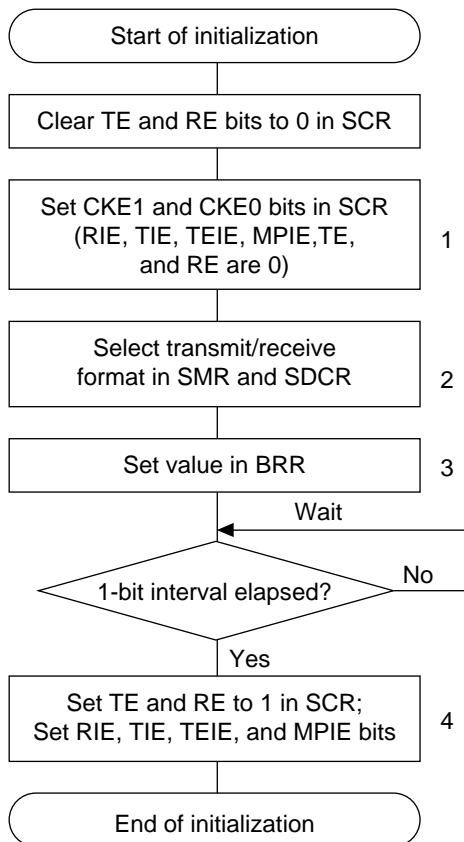 Start of initialization
Clear TE and RE bits to 0 in SCR
Set CKE1 and CKE0 bits in SCR
(RIE, TIE, TEIE, MPIE,TE,
and RE are 0)
1
Select transmit/receive
format in SMR and SDCR
2
Set value in BRR
3
Wait
1-bit interval elapsed?
No
Yes
Set TE and RE to 1 in SCR;
Set RIE, TIE, TEIE, and MPIE bits
4
End of initialization